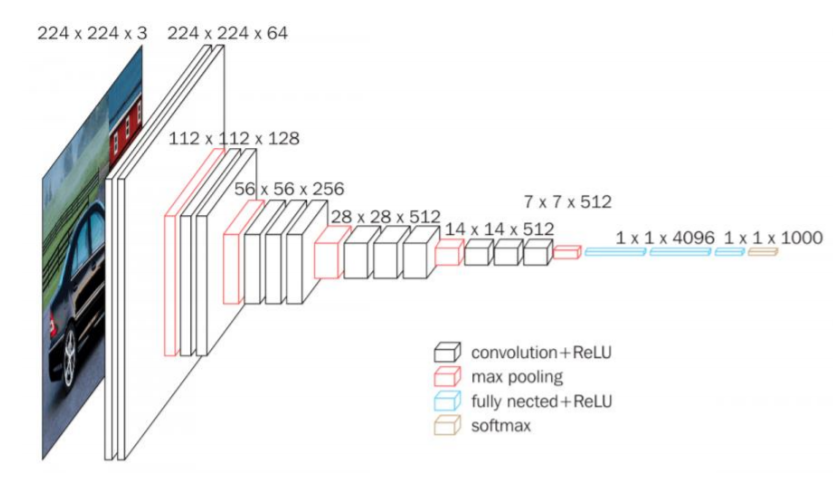 224 x 224 x 3
224 x 224 x 64
112 x 112 x 128
56 x 56 x 256
28 x 28 x 512
14 x 14 x 512
7 x 7 x 512
1 x 1 x 4096
1 x 1 x 1000
convolution+ReLU
max pooling
fully nected+ReLU
softmax